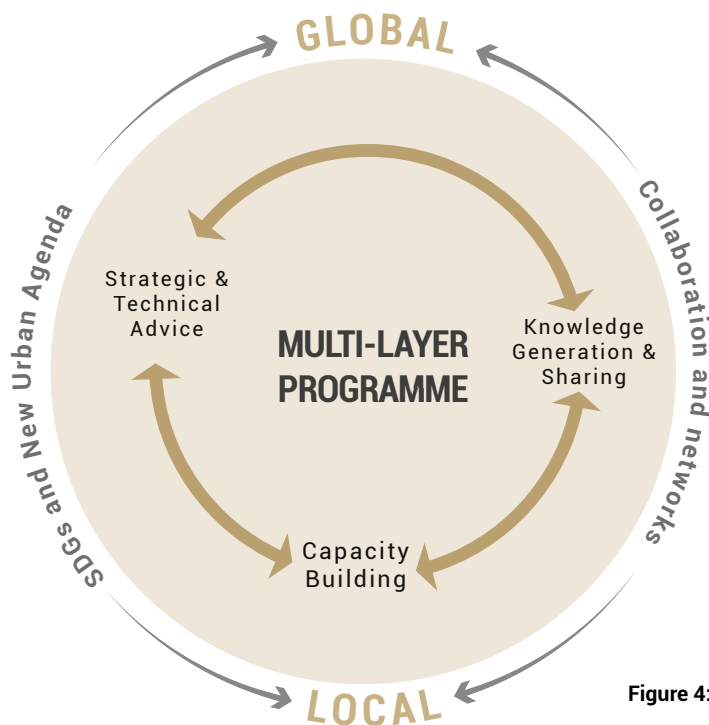 GLOBAL
SDGs and New Urban Agenda
Collaboration and networks
Strategic &
Technical
Advice
MULTI-LAYER
PROGRAMME
Knowledge
Generation &
Sharing
Capacity
Building
LOCAL
Figure 4: